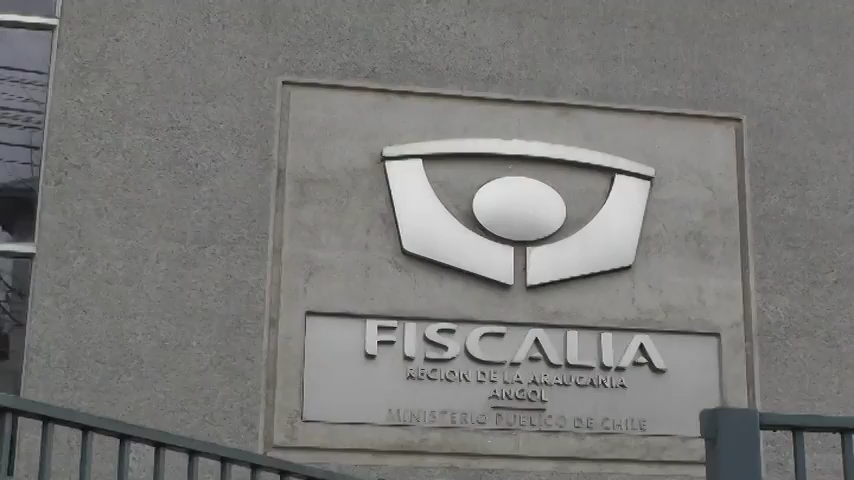 FISCALIA
REGION DE LA ARAUCANIA
ANGOL
MINISTERIO PUBLICO DE CHILE